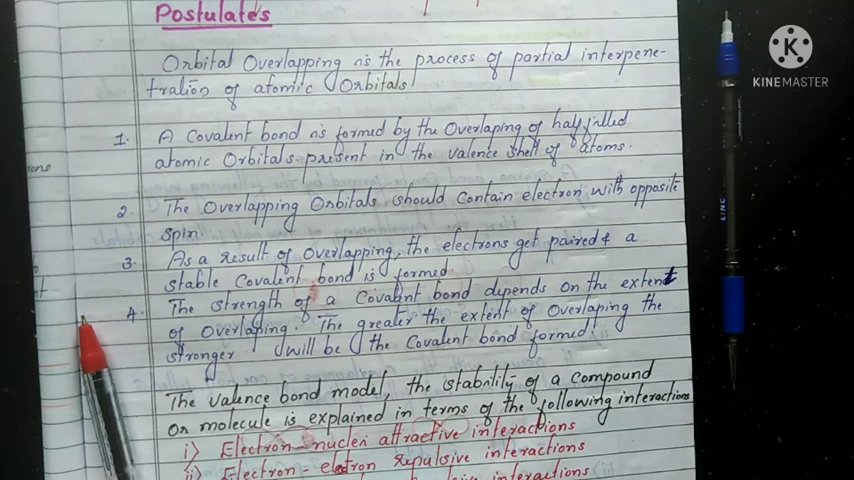 Postulate's
Orbital Overlapping is the process of partial interpene-
tration of atomic Orbitals
1. A Covalent bond is formed by the Overlaping of half filled
atomic Orbitals present in the valence shell of atoms.
2. The Overlapping Orbitals should contain electron with opposite
spin.
3. As a result of Overlapping, the electrons get paired & a
stable Covalent bond is formed.
4. The strength of a Covalent bond depends on the extent
of Overlaping. The greater the extent of Overlaping the
stronger will be the Covalent bond formed.
The valence bond model, the stability of a compound
or molecule is explained in terms of the following interactions
i) Electron - nuclei attractive interactions
ii) Electron - electron repulsive interactions
interactions
K
KINEMASTER
LINC